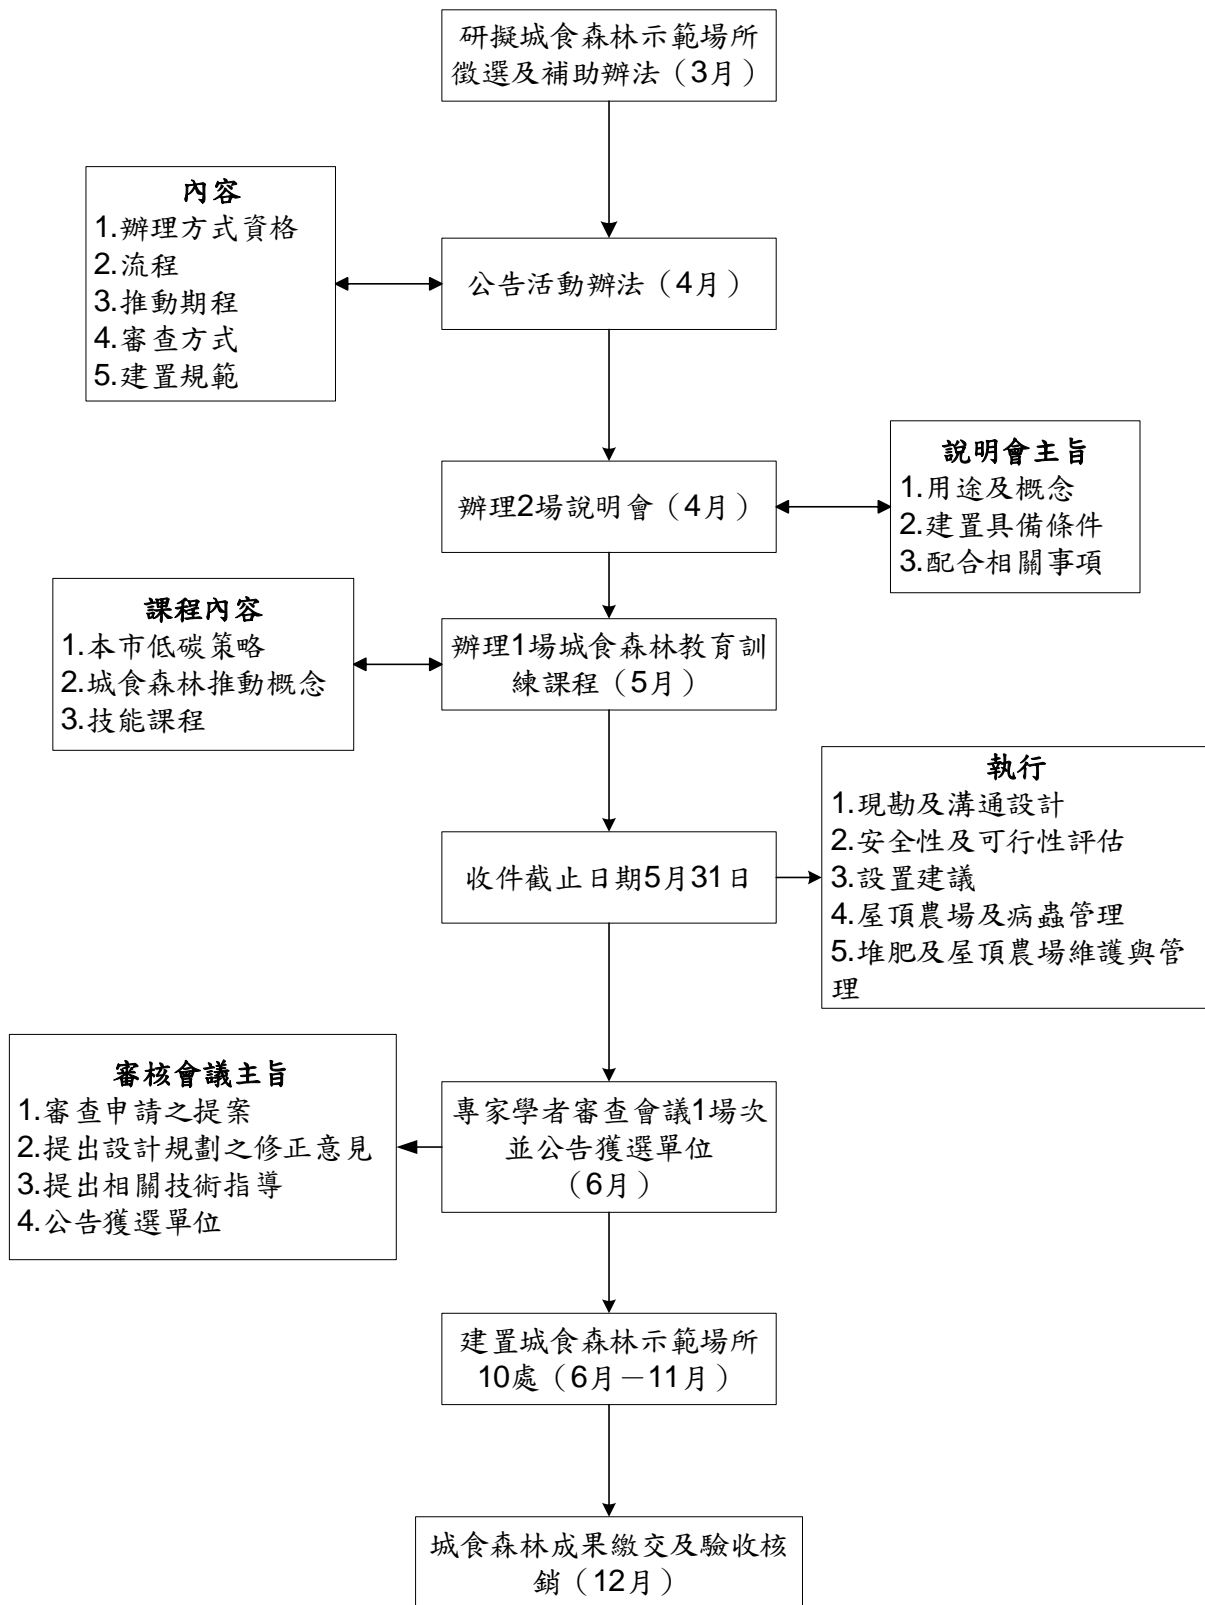 研擬城食森林示範場所
徵選及補助辦法（3月）
內容
1.辦理方式資格
2.流程
3.推動期程
4.審查方式
5.建置規範
公告活動辦法（4月）
說明會主旨
1.用途及概念
2.建置具備條件
3.配合相關事項
辦理2場說明會（4月）
課程內容
1.本市低碳策略
2.城食森林推動概念
3.技能課程
辦理1場城食森林教育訓
練課程（5月）
執行
1.現勘及溝通設計
2.安全性及可行性評估
3.設置建議
4.屋頂農場及病蟲管理
5.堆肥及屋頂農場維護與管
理
收件截止日期5月31日
審核會議主旨
1.審查申請之提案
2.提出設計規劃之修正意見
3.提出相關技術指導
4.公告獲選單位
專家學者審查會議1場次
並公告獲選單位
（6月）
建置城食森林示範場所
10處（6月－11月）
城食森林成果繳交及驗收核
銷（12月）